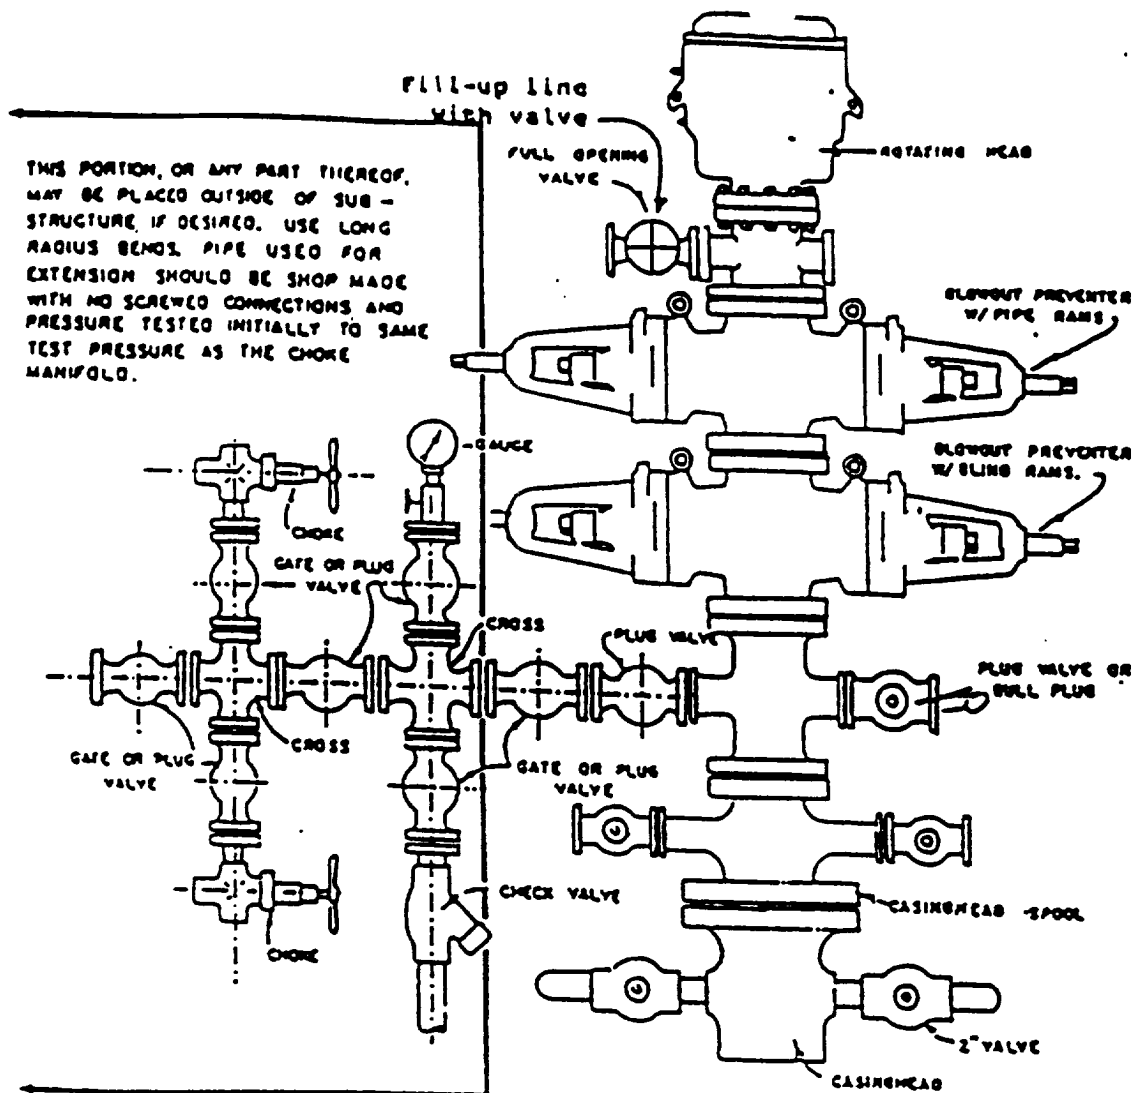 Fill-up line
with valve
FULL OPENING
VALVE
ROTATING HEAD
THIS PORTION, OR ANY PART THEREOF,
MAY BE PLACED OUTSIDE OF SUB-
STRUCTURE, IF DESIRED. USE LONG
RADIUS BENDS. PIPE USED FOR
EXTENSION SHOULD BE SHOP MADE
WITH NO SCREWED CONNECTIONS AND
PRESSURE TESTED INITIALLY TO SAME
TEST PRESSURE AS THE CHOKE
MANIFOLD.
BLOWOUT PREVENTER
W/ PIPE RAMS.
GAUGE
BLOWOUT PREVENTER
W/ BLIND RAMS.
CHOKE
GATE OR PLUG
VALVE
CROSS
PLUG VALVE
PLUG VALVE OR
BULL PLUG
CROSS
GATE OR PLUG
VALVE
GATE OR PLUG
VALVE
CHECK VALVE
CASINGHEAD SPOOL
CHOKE
2" VALVE
CASINGHEAD